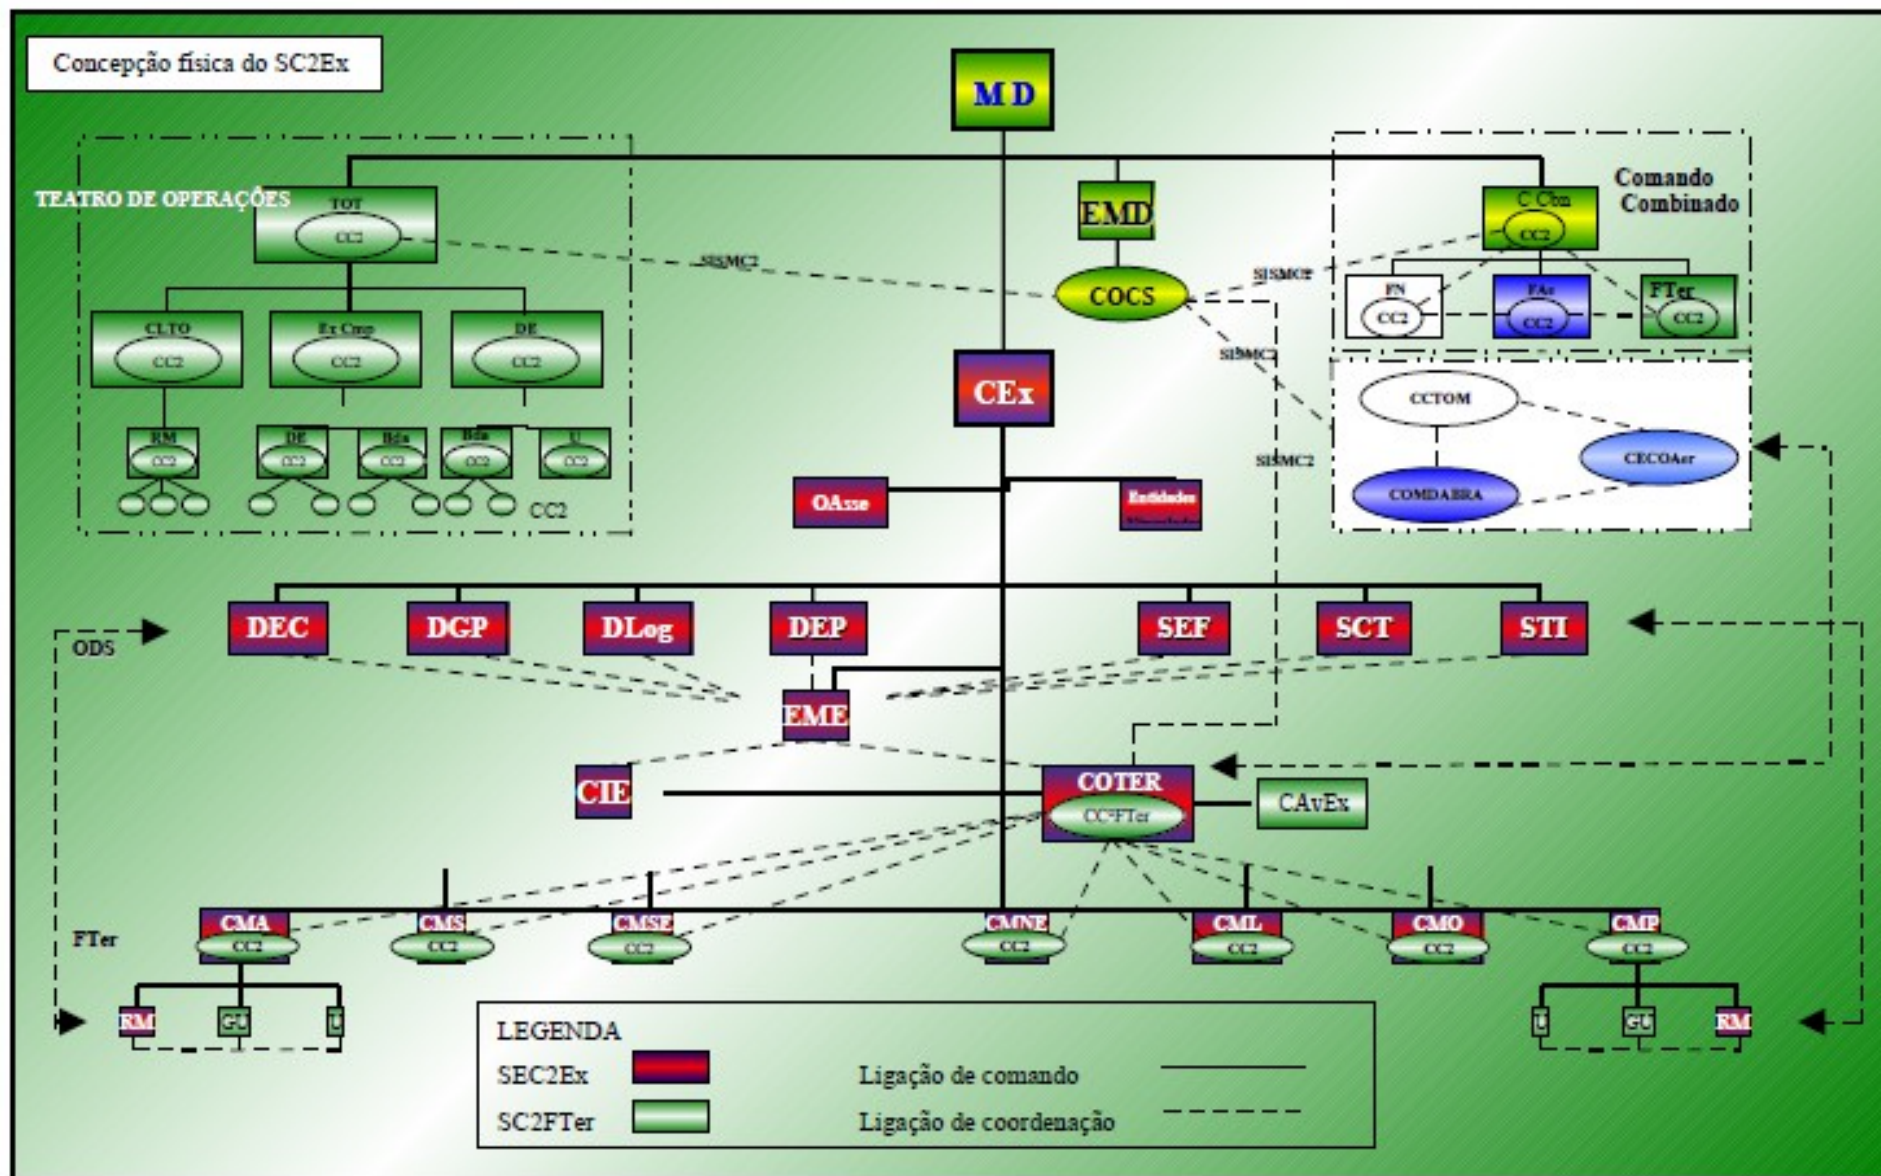 Concepção física do SC2Ex
M D
TEATRO DE OPERAÇÕES
TOT
CC2
SISMC2
EMD
COCS
SISMC2
C Cbn
CC2
Comando
Combinado
FN
CC2
FAe
CC2
FTer
CC2
CLTO
CC2
Ex Cmp
CC2
DE
CC2
SISMC2
CEx
CCTOM
CECOAer
COMDABRA
SISMC2
RM
CC2
DE
CC2
Bda
CC2
Bda
CC2
U
CC2
CC2
OAsse
Entidades
ODS
DEC
DGP
DLog
DEP
SEF
SCT
STI
EME
CIE
COTER
CC²FTer
CAvEx
FTer
CMA
CC2
CMS
CC2
CMSE
CC2
CMNE
CC2
CML
CC2
CMO
CC2
CMP
CC2
RM
GU
U
U
GU
RM
LEGENDA
SEC2Ex
Ligação de comando
SC2FTer
Ligação de coordenação